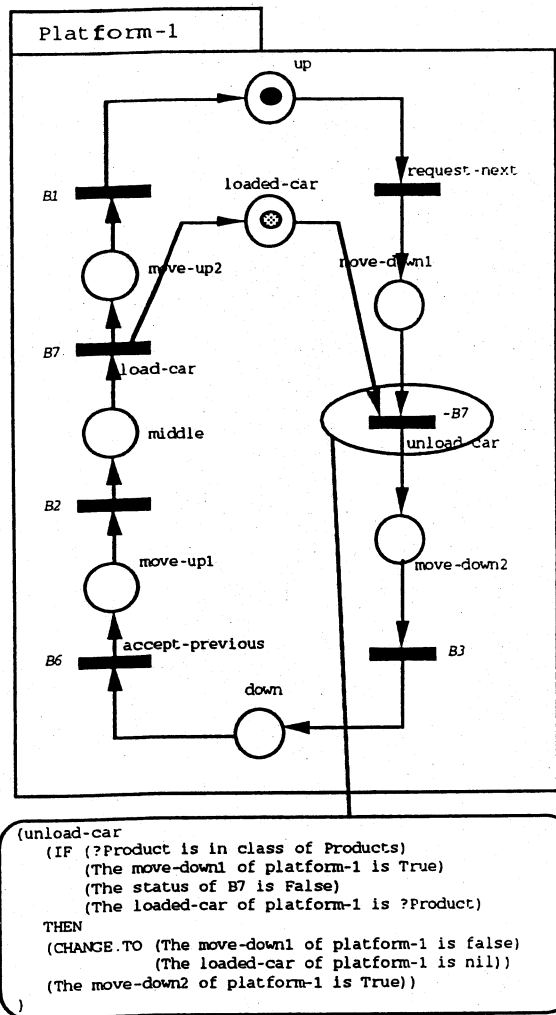 Platform-1
up
request-next
B1
loaded-car
move-down1
move-up2
B7
load-car
-B7
unload-car
middle
B2
move-up1
move-down2
accept-previous
B6
B3
down
(unload-car
(IF (?Product is in class of Products)
(The move-down1 of platform-1 is True)
(The status of B7 is False)
(The loaded-car of platform-1 is ?Product)
THEN
(CHANGE.TO (The move-down1 of platform-1 is false)
(The loaded-car of platform-1 is nil))
(The move-down2 of platform-1 is True))
)